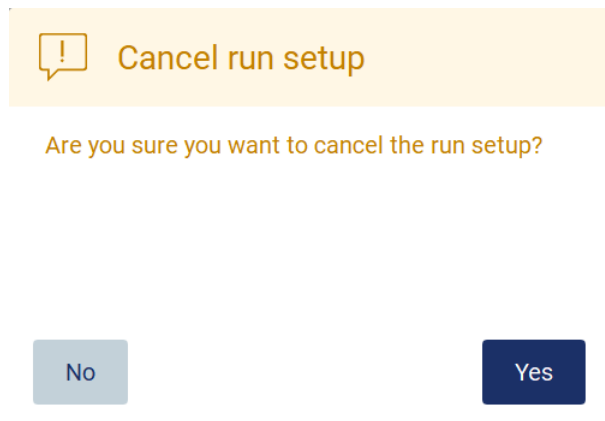 Cancel run setup
Are you sure you want to cancel the run setup?
No
Yes